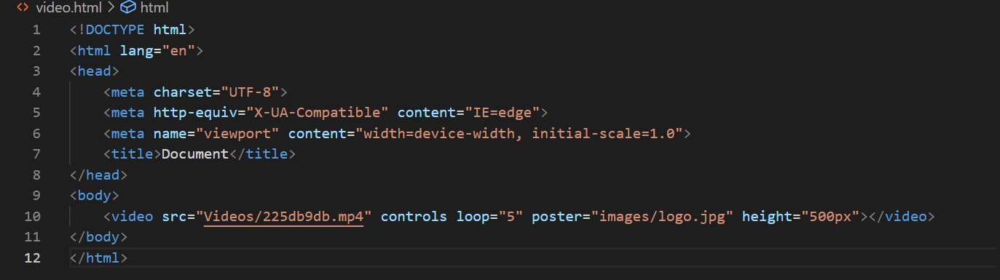 video.html > html
1 <!DOCTYPE html>
2 <html lang="en">
3 <head>
4     <meta charset="UTF-8">
5     <meta http-equiv="X-UA-Compatible" content="IE=edge">
6     <meta name="viewport" content="width=device-width, initial-scale=1.0">
7     <title>Document</title>
8 </head>
9 <body>
10     <video src="Videos/225db9db.mp4" controls loop="5" poster="images/logo.jpg" height="500px"></video>
11 </body>
12 </html>